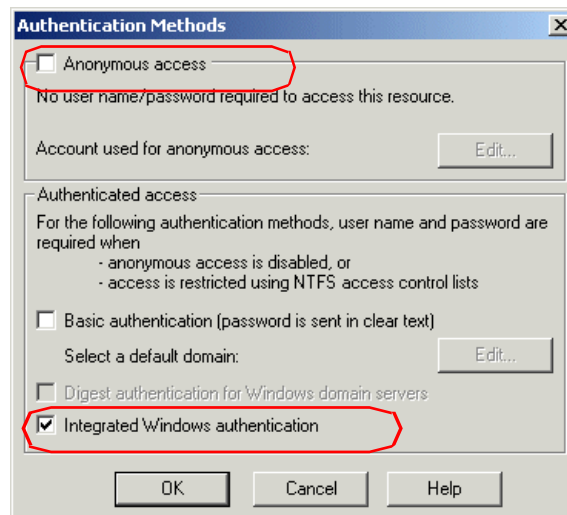 Authentication Methods
Anonymous access
No user name/password required to access this resource.
Account used for anonymous access:
Edit...
Authenticated access
For the following authentication methods, user name and password are
required when
- anonymous access is disabled, or
- access is restricted using NTFS access control lists
Basic authentication (password is sent in clear text)
Select a default domain:
Edit...
Digest authentication for Windows domain servers
Integrated Windows authentication
OK
Cancel
Help